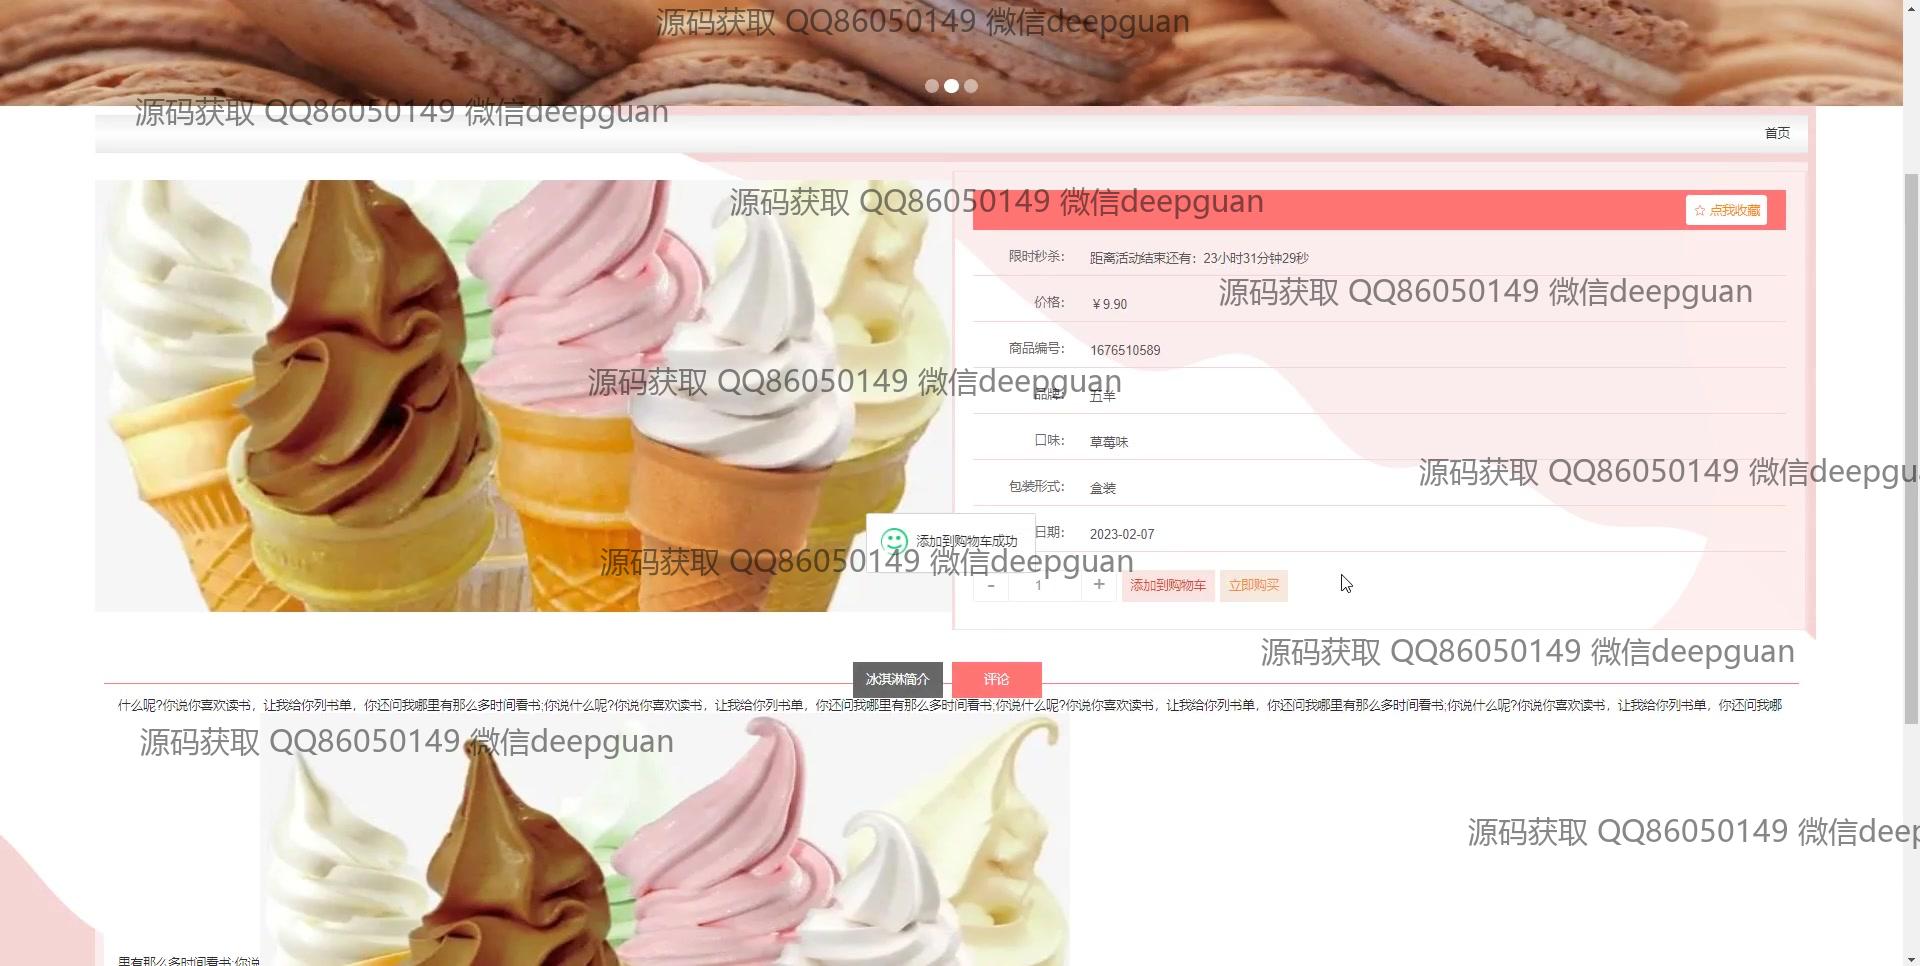 源码获取 QQ86050149 微信deepguan
源码获取 QQ86050149 微信deepguan
首页
源码获取 QQ86050149 微信deepguan
☆ 点我收藏
限时秒杀： 距离活动结束还有：23小时31分钟29秒
源码获取 QQ86050149 微信deepguan
价格： ￥9.90
商品编号： 1676510589
源码获取 QQ86050149 微信deepguan
品牌： 五羊
口味： 草莓味
源码获取 QQ86050149 微信deepgu
包装形式： 盒装
日期： 2023-02-07
添加到购物车成功
源码获取 QQ86050149 微信deepguan
- 1 + 添加到购物车 立即购买
源码获取 QQ86050149 微信deepguan
冰淇淋简介 评论
什么呢?你说你喜欢读书，让我给你列书单，你还问我哪里有那么多时间看书;你说什么呢?你说你喜欢读书，让我给你列书单，你还问我哪里有那么多时间看书;你说什么呢?你说你喜欢读书，让我给你列书单，你还问我哪里有那么多时间看书;你说什么呢?你说你喜欢读书，让我给你列书单，你还问我哪
源码获取 QQ86050149 微信deepguan
源码获取 QQ86050149 微信deep
里有那么多时间看书;你说